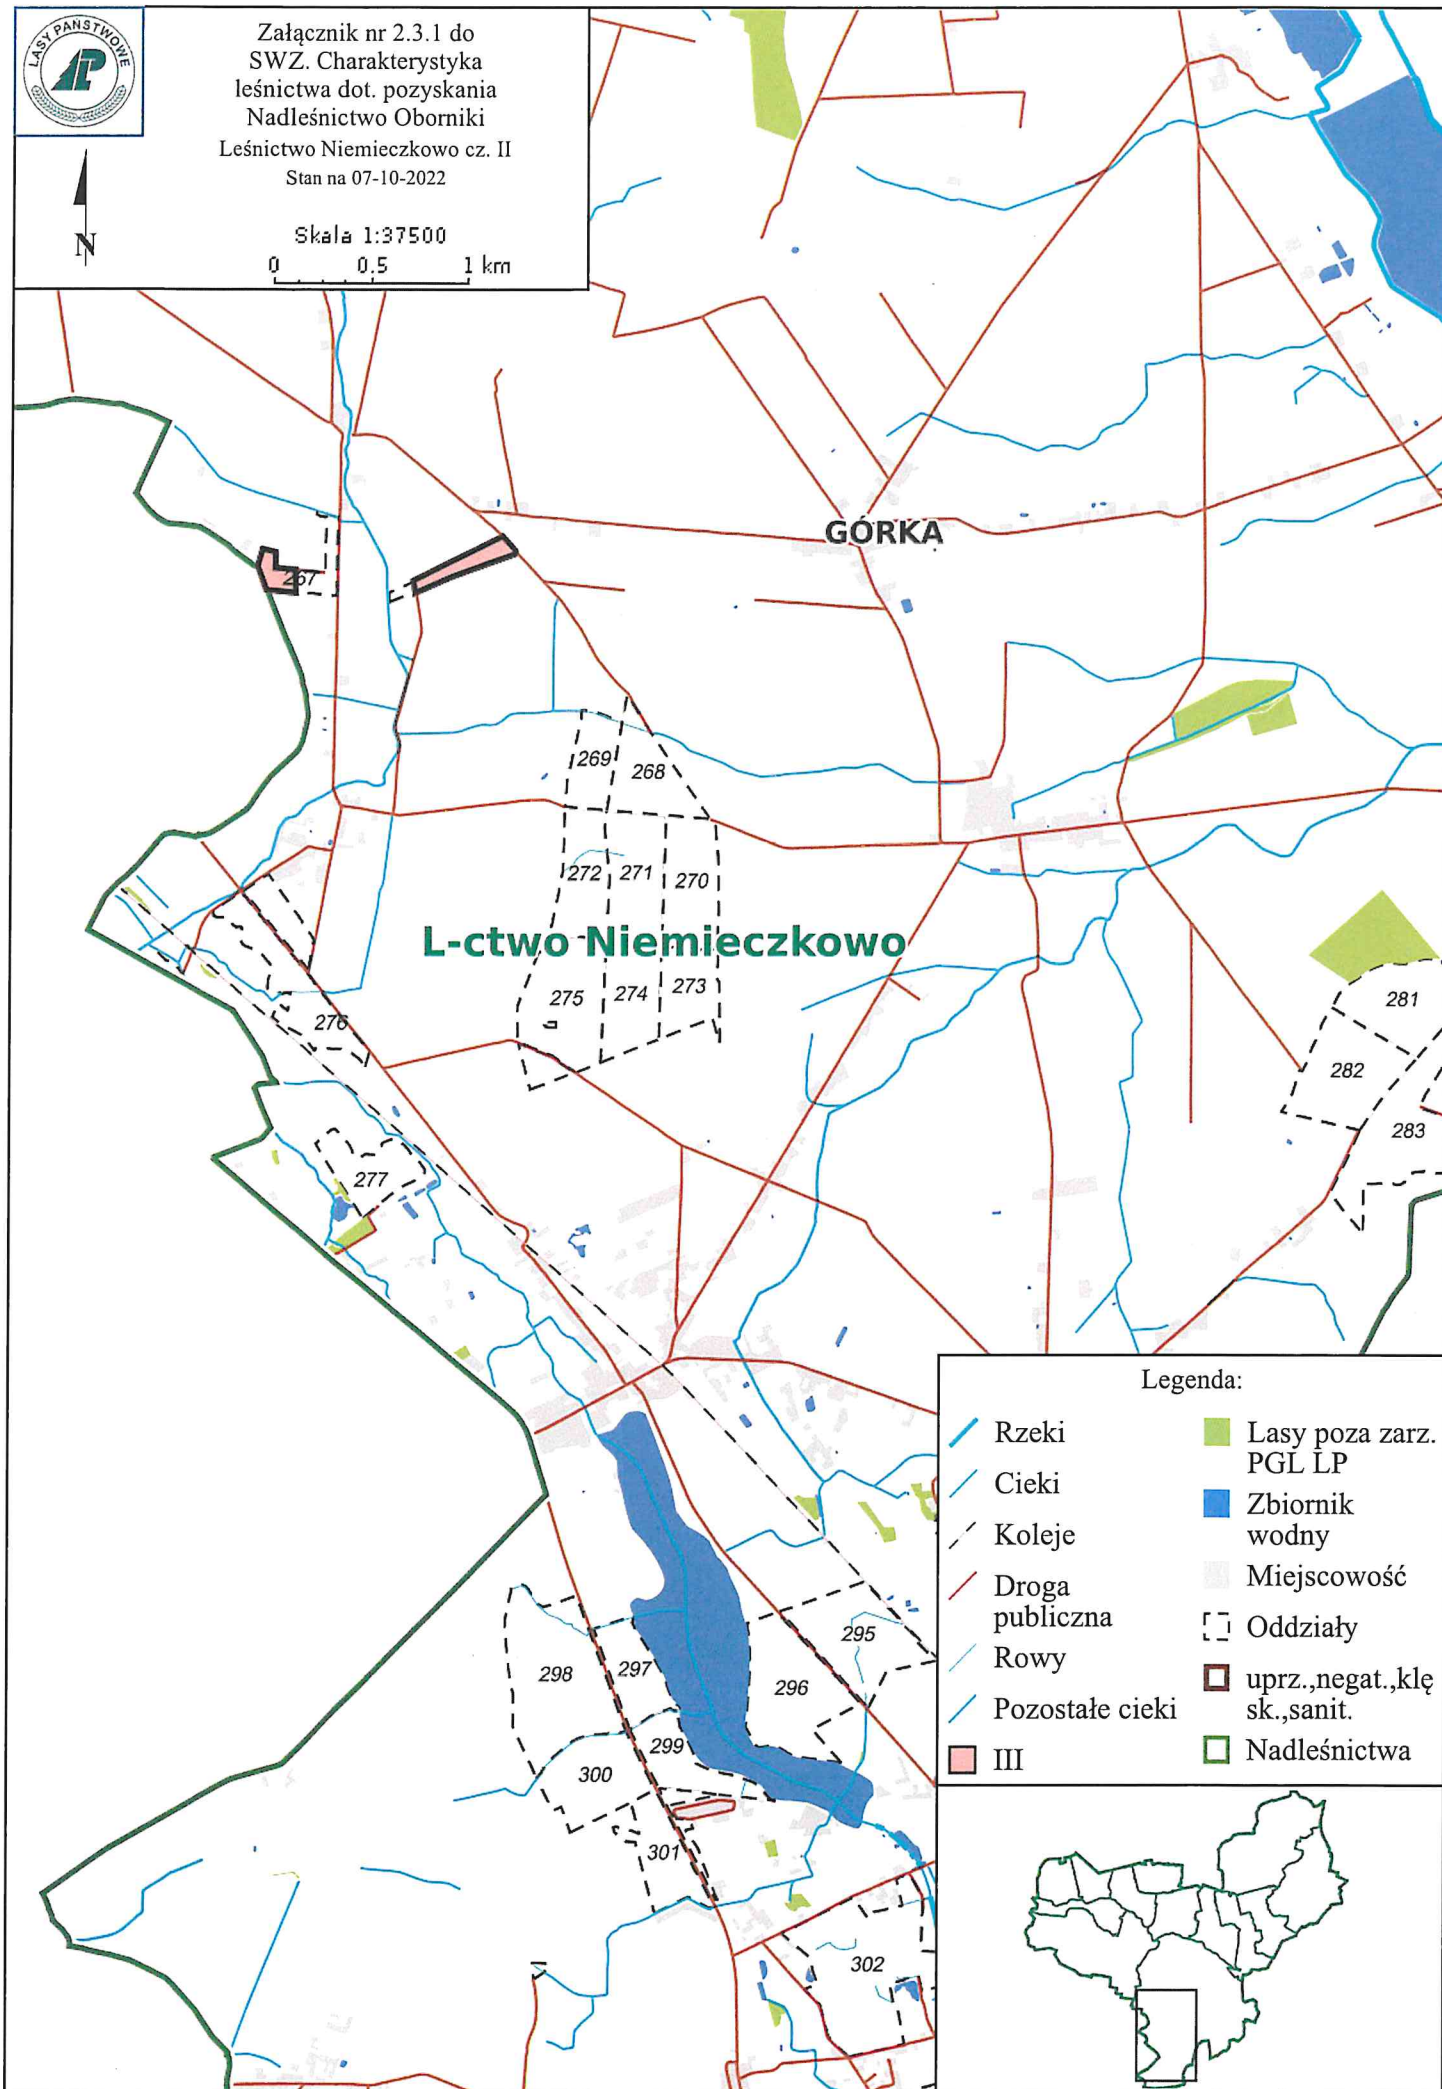 LASY PAŃSTWOWE
LP
Załącznik nr 2.3.1 do
SWZ. Charakterystyka
leśnictwa dot. pozyskania
Nadleśnictwo Oborniki
Leśnictwo Niemieczkowo cz. II
Stan na 07-10-2022
N
Skala 1:37500
0 0.5 1 km
GÓRKA
267
269
268
272
271
270
L-ctwo Niemieczkowo
275
274
273
276
281
282
283
277
295
298
297
296
299
300
301
302
Legenda:
Rzeki
Cieki
Koleje
Droga
publiczna
Rowy
Pozostałe cieki
III
Lasy poza zarz.
PGL LP
Zbiornik
wodny
Miejscowość
Oddziały
uprz.,negat.,klę
sk.,sanit.
Nadleśnictwa